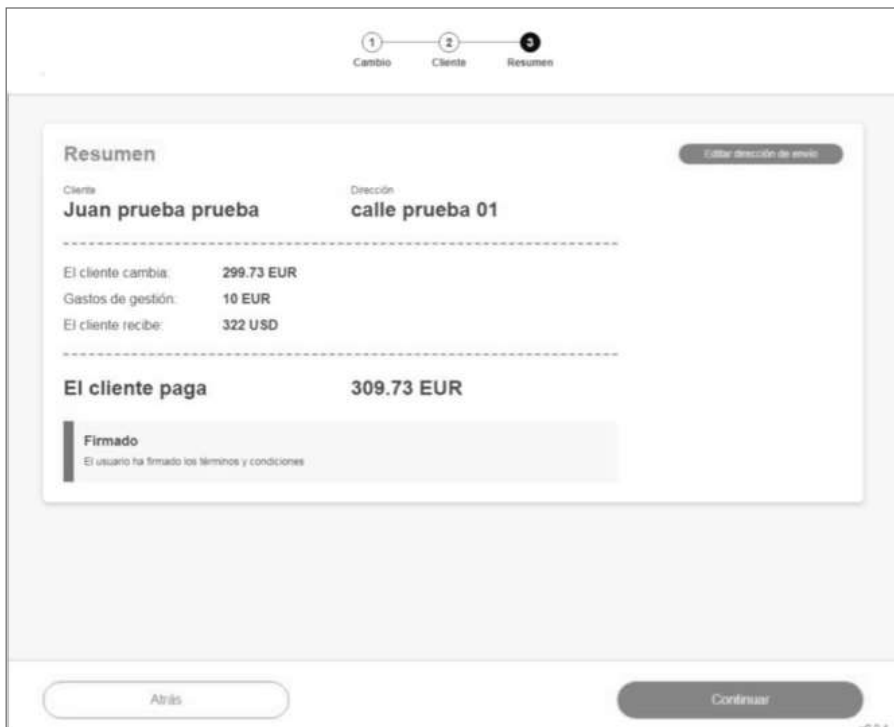 1 2 3
Cambio Cliente Resumen
Resumen Editar dirección de envío
Cliente Dirección
Juan prueba prueba calle prueba 01
El cliente cambia: 299.73 EUR
Gastos de gestión: 10 EUR
El cliente recibe: 322 USD
El cliente paga 309.73 EUR
Firmado
El usuario ha firmado los términos y condiciones
Atrás Continuar